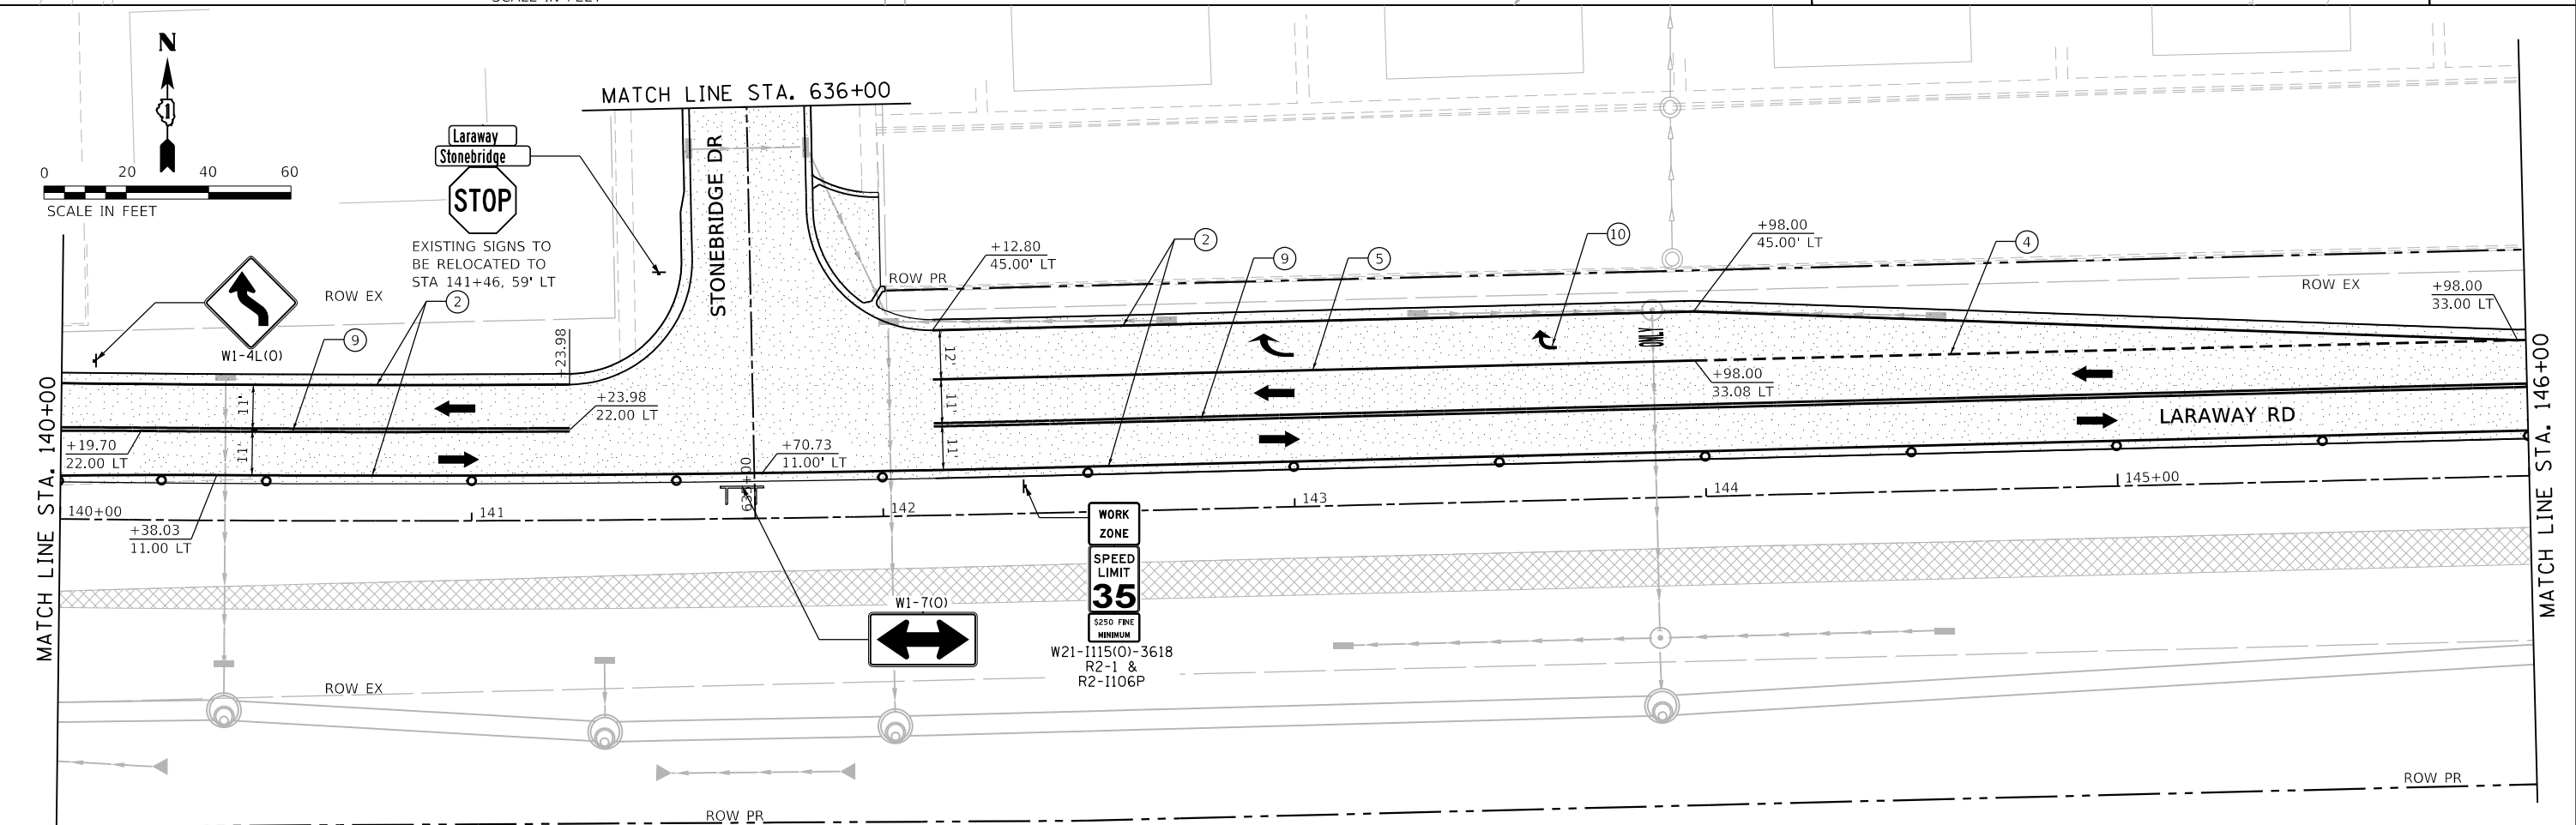 SCALE IN FEET
N
1
0 20 40 60
SCALE IN FEET
MATCH LINE STA. 636+00
STONEBRIDGE DR
Laraway
Stonebridge
STOP
EXISTING SIGNS TO
BE RELOCATED TO
STA 141+46, 59' LT
2
W1-4L(O)
ROW EX
9
+23.98
+23.98
22.00 LT
11'
11'
+19.70
22.00 LT
+38.03
11.00 LT
MATCH LINE STA. 140+00
140+00
141
142
143
144
145+00
+70.73
11.00' LT
ROW PR
+12.80
45.00' LT
2
9
5
10
+98.00
45.00' LT
4
ROW EX
+98.00
33.00 LT
12'
11'
11'
+98.00
33.08 LT
LARAWAY RD
MATCH LINE STA. 146+00
WORK
ZONE
SPEED
LIMIT
35
$250 FINE
MINIMUM
W21-I115(O)-3618
R2-1 &
R2-I106P
W1-7(O)
ROW EX
ROW PR
ROW PR